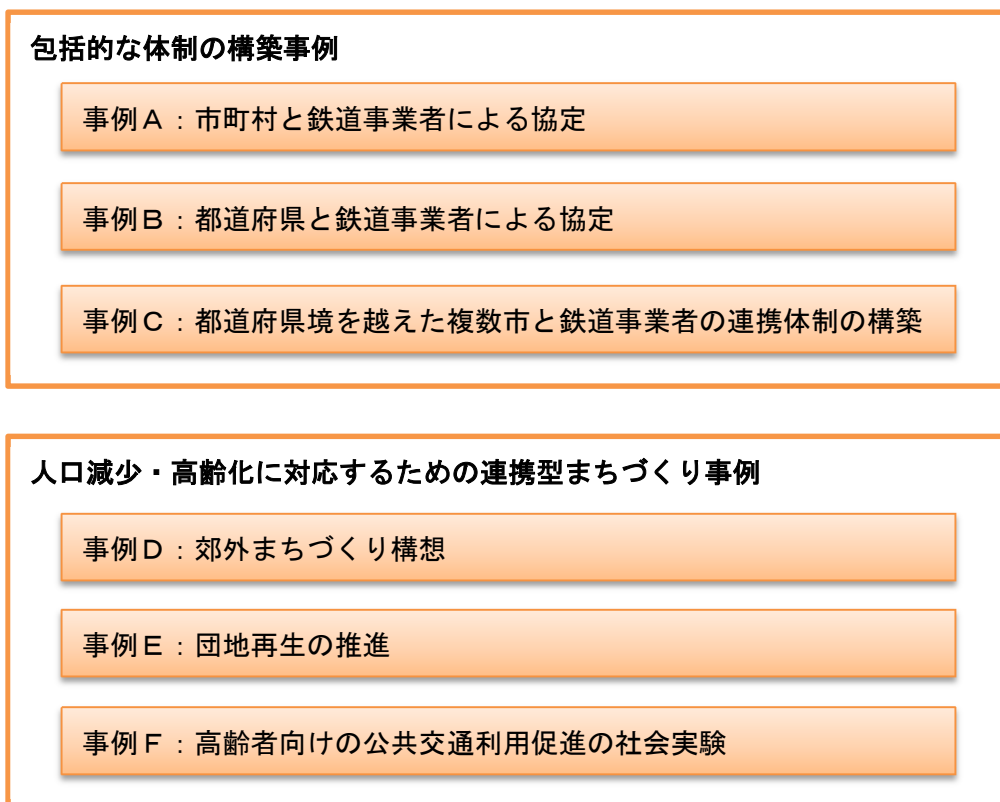 包括的な体制の構築事例
事例Ａ：市町村と鉄道事業者による協定
事例Ｂ：都道府県と鉄道事業者による協定
事例Ｃ：都道府県境を越えた複数市と鉄道事業者の連携体制の構築
人口減少・高齢化に対応するための連携型まちづくり事例
事例Ｄ：郊外まちづくり構想
事例Ｅ：団地再生の推進
事例Ｆ：高齢者向けの公共交通利用促進の社会実験